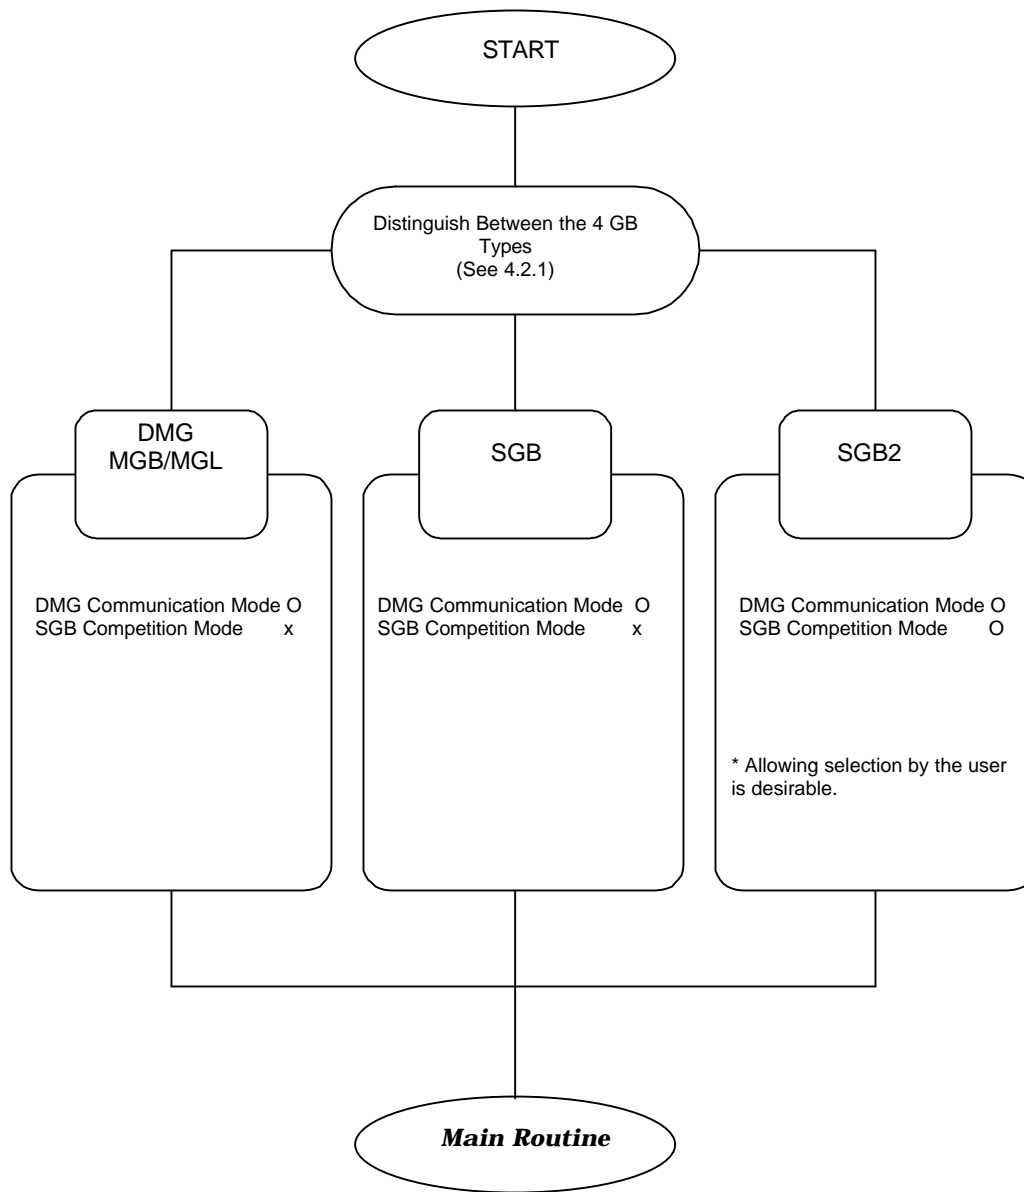 START
Distinguish Between the 4 GB
Types
(See 4.2.1)
DMG
MGB/MGL
DMG Communication Mode O
SGB Competition Mode x
SGB
DMG Communication Mode O
SGB Competition Mode x
SGB2
DMG Communication Mode O
SGB Competition Mode O
* Allowing selection by the user
is desirable.
Main Routine